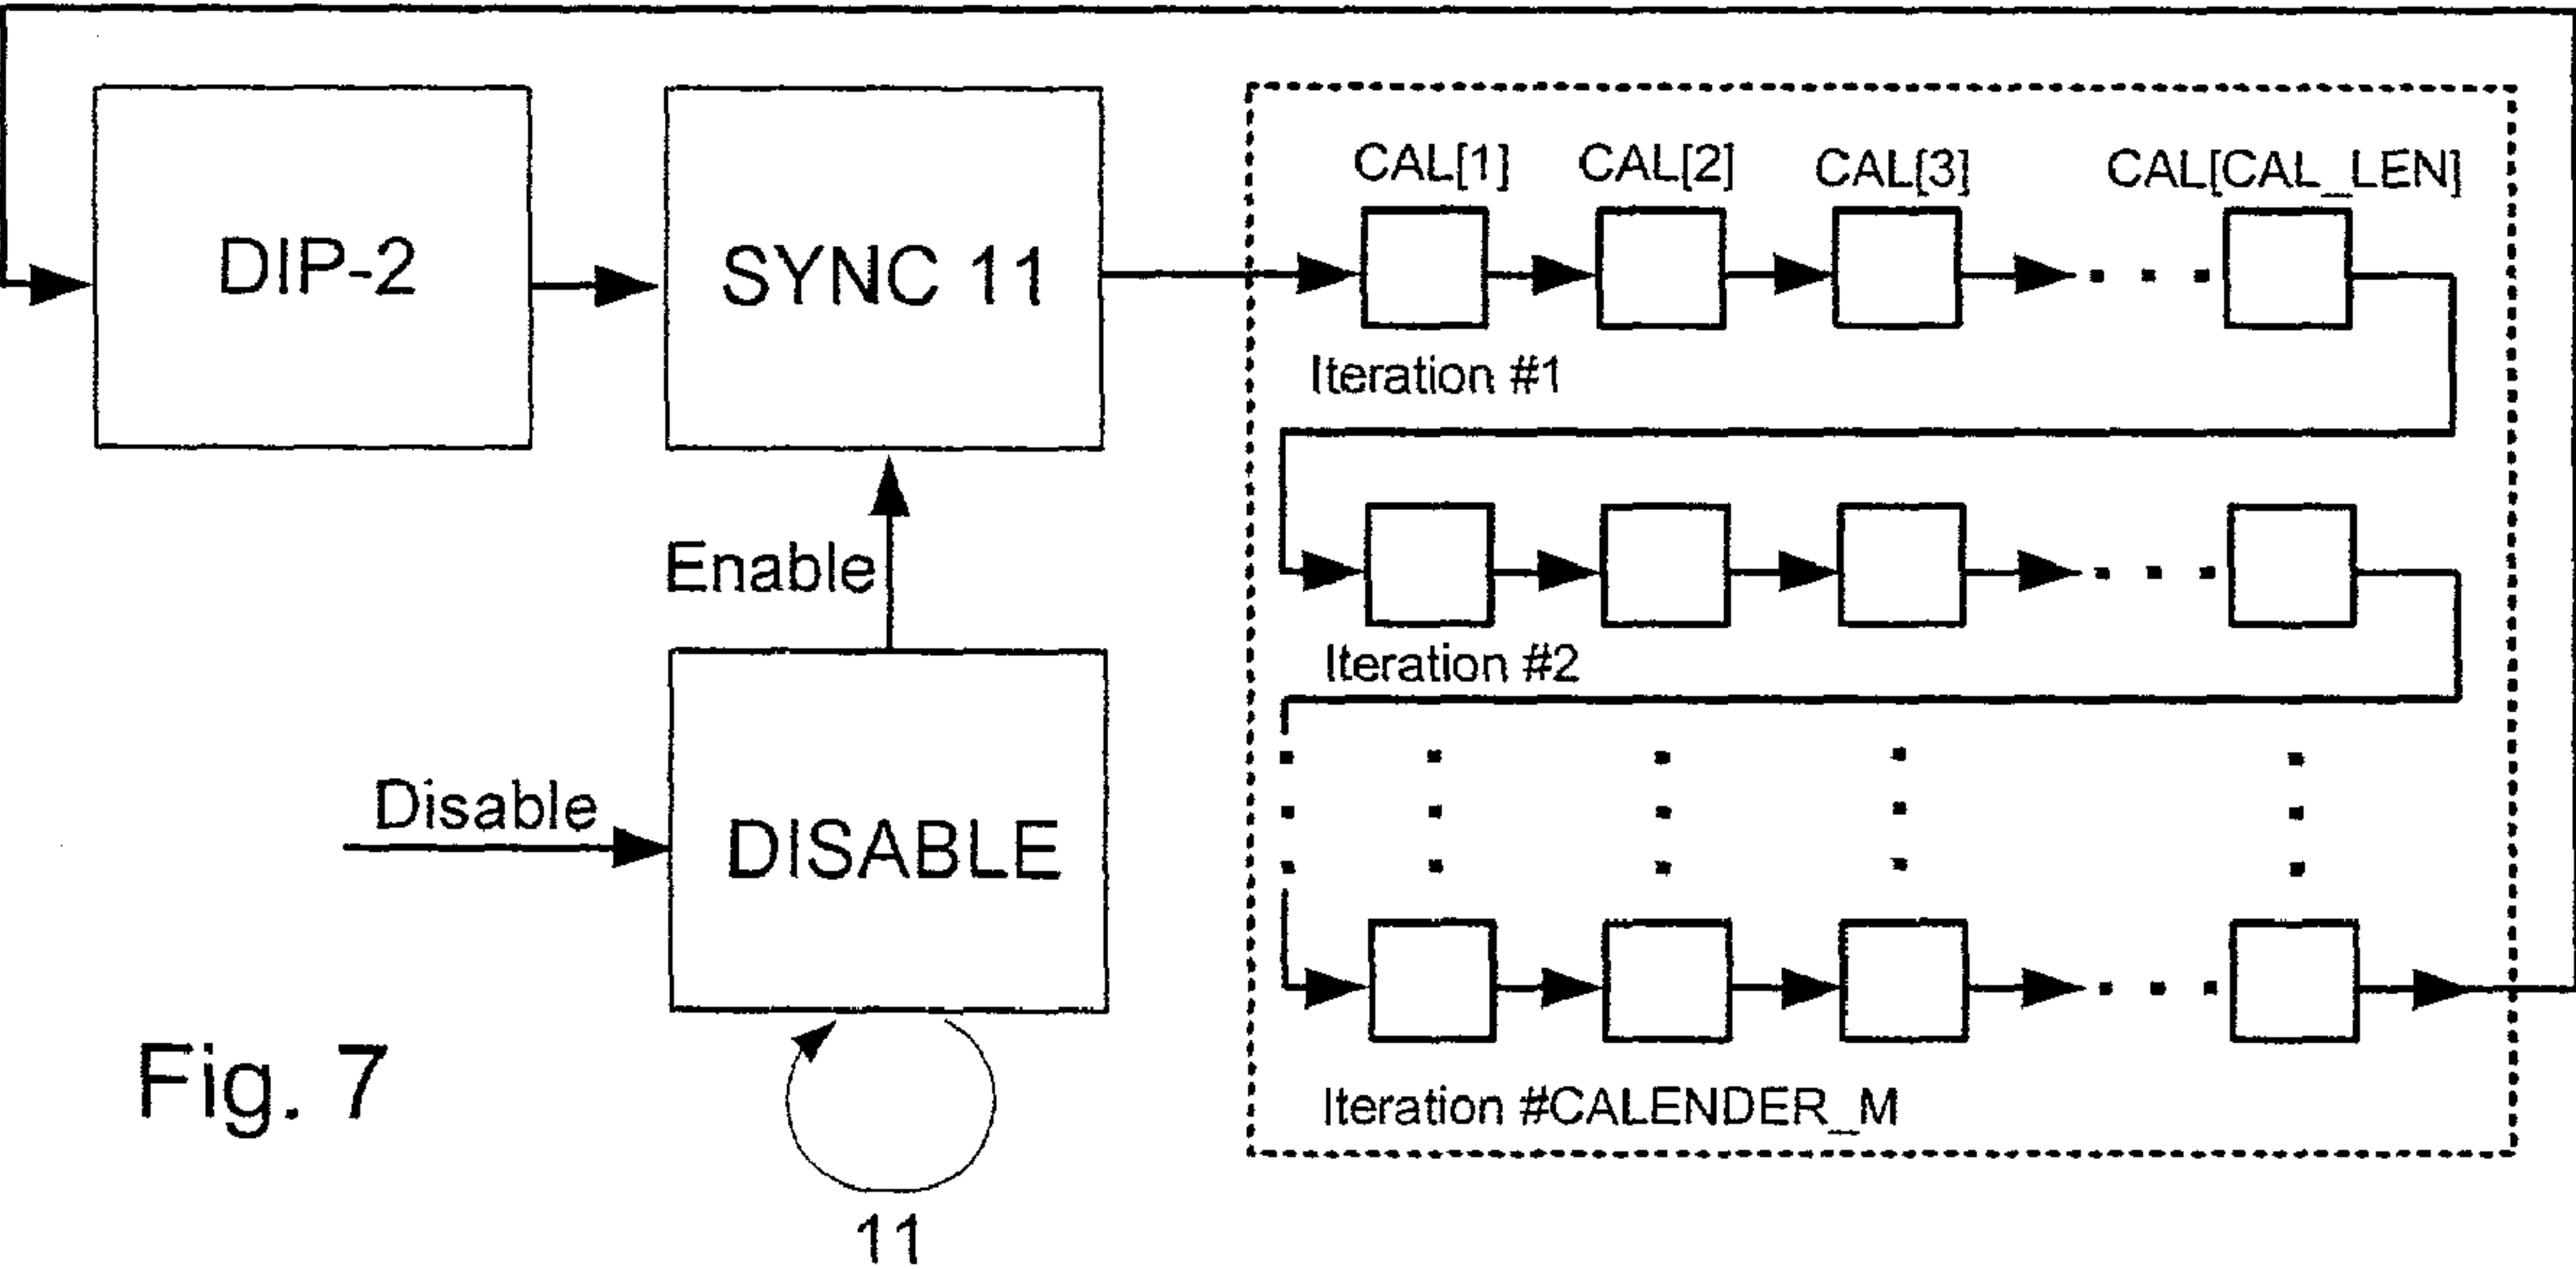 DIP-2
SYNC 11
CAL[1] CAL[2] CAL[3] CAL[CAL_LEN]
Iteration #1
Enable
Iteration #2
Disable
DISABLE
Iteration #CALENDER_M
Fig. 7
11